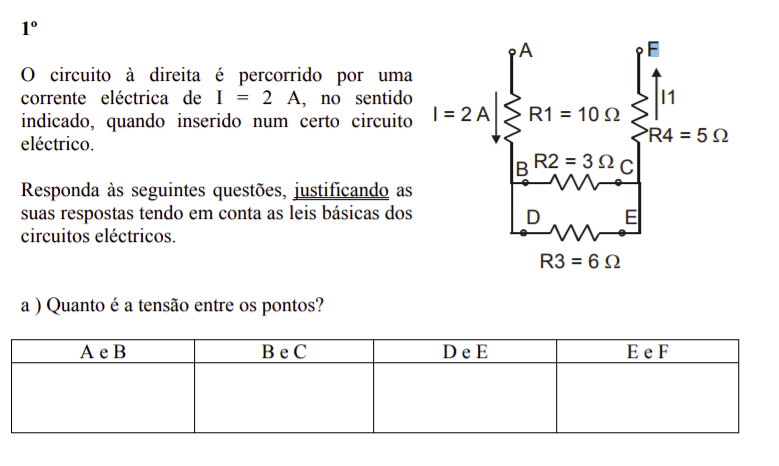 1º
O circuito à direita é percorrido por uma
corrente eléctrica de I = 2 A, no sentido
indicado, quando inserido num certo circuito
eléctrico.
Responda às seguintes questões, justificando as
suas respostas tendo em conta as leis básicas dos
circuitos eléctricos.
A
F
I = 2 A
R1 = 10 Ω
I1
R4 = 5 Ω
B
R2 = 3 Ω
C
D
E
R3 = 6 Ω
a ) Quanto é a tensão entre os pontos?
A e B
B e C
D e E
E e F